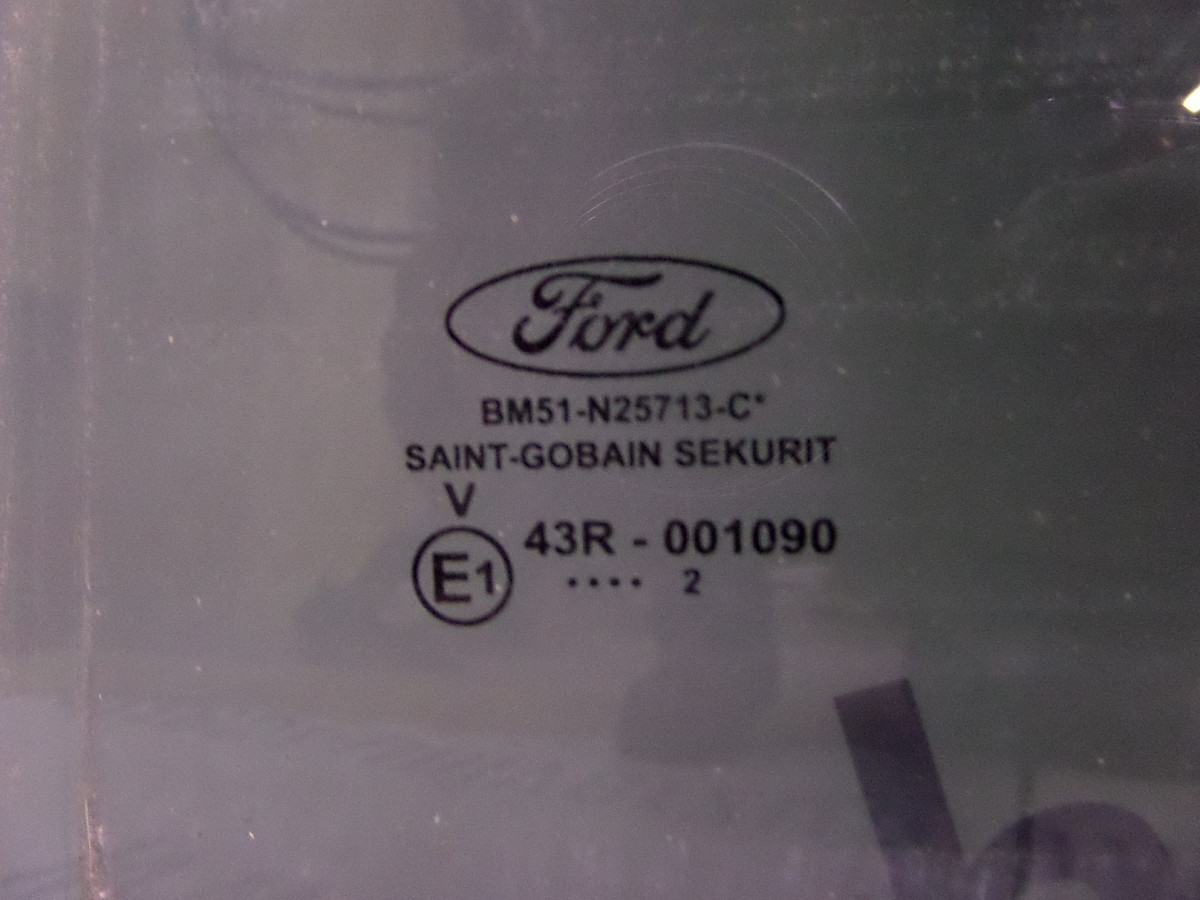 Ford
BM51-N25713-C*
SAINT-GOBAIN SEKURIT
V
E1 43R - 001090
.... 2